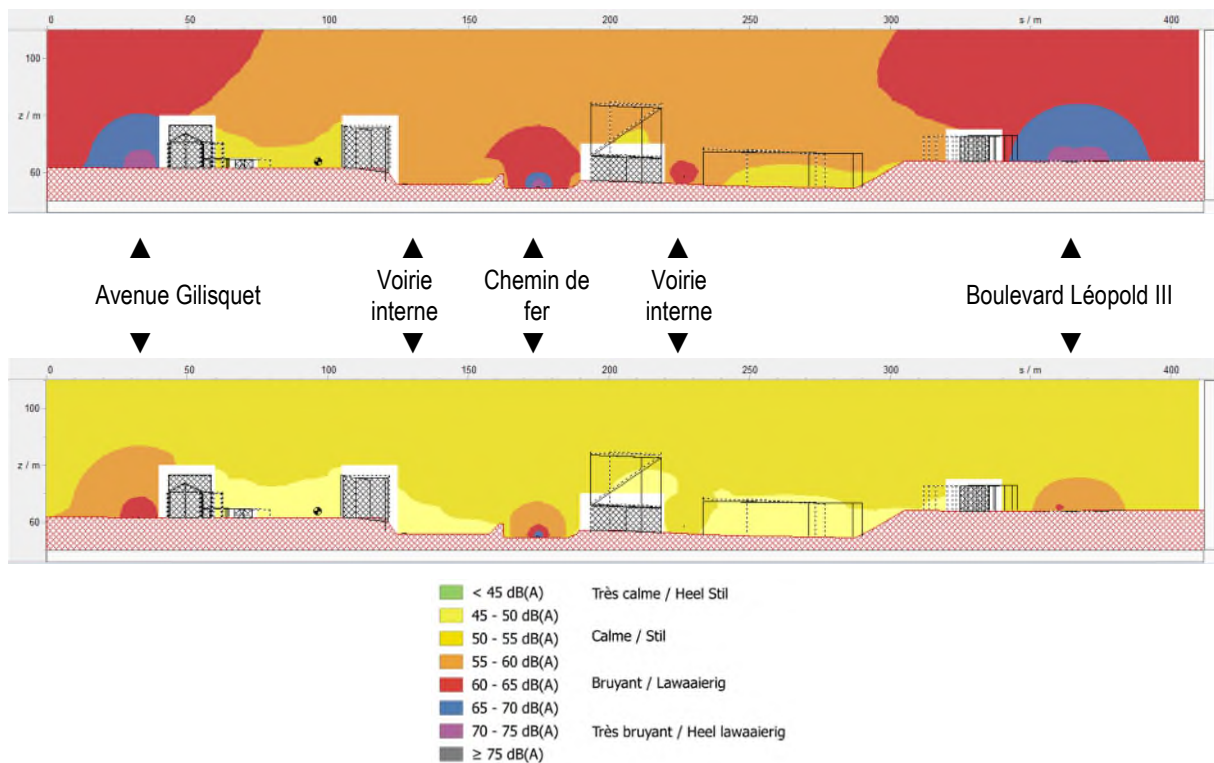 0 50 100 150 200 250 300 s / m 400
100
z / m
60
Avenue Gilisquet
Voirie
interne
Chemin de
fer
Voirie
interne
Boulevard Léopold III
0 50 100 150 200 250 300 s / m 400
100
z / m
60
< 45 dB(A) Très calme / Heel Stil
45 - 50 dB(A)
50 - 55 dB(A) Calme / Stil
55 - 60 dB(A)
60 - 65 dB(A) Bruyant / Lawaaierig
65 - 70 dB(A)
70 - 75 dB(A) Très bruyant / Heel lawaaierig
≥ 75 dB(A)